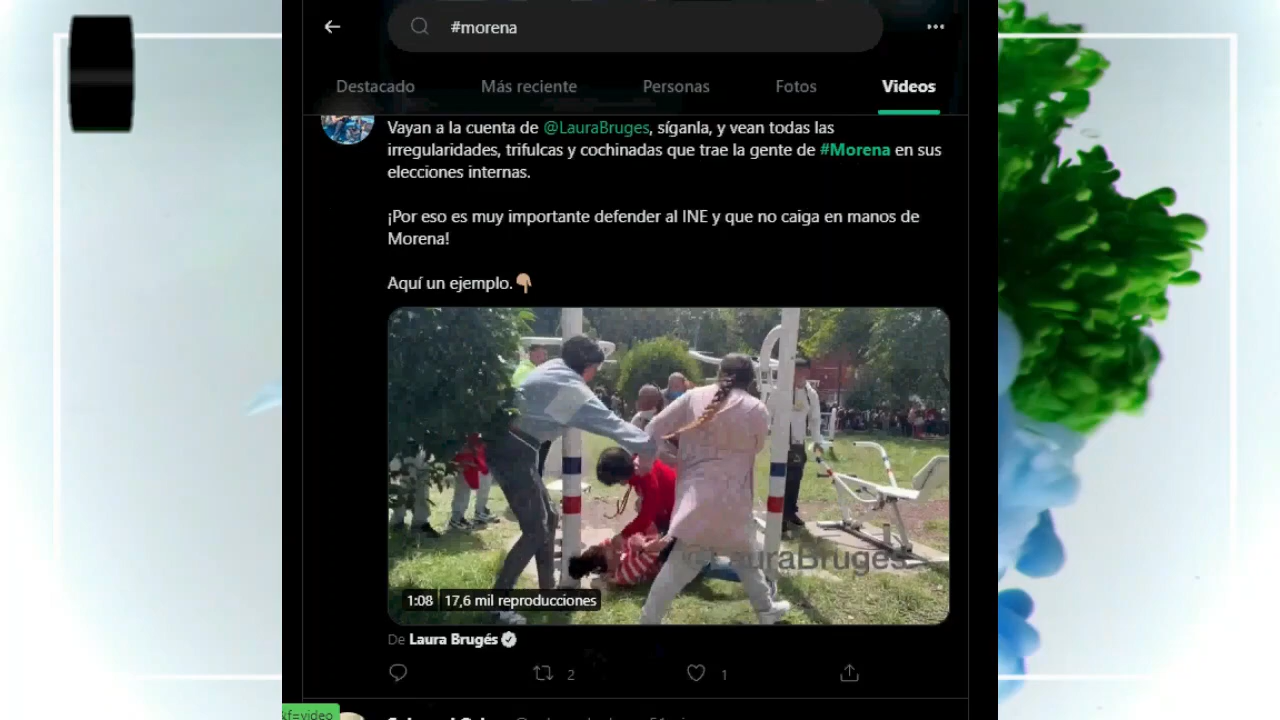 #morena
Destacado Más reciente Personas Fotos Videos
Vayan a la cuenta de @LauraBruges, síganla, y vean todas las
irregularidades, trifulcas y cochinadas que trae la gente de #Morena en sus
elecciones internas.
¡Por eso es muy importante defender al INE y que no caiga en manos de
Morena!
Aquí un ejemplo.
@LauraBruges
1:08 17,6 mil reproducciones
De Laura Brugés
2 1
&f=video